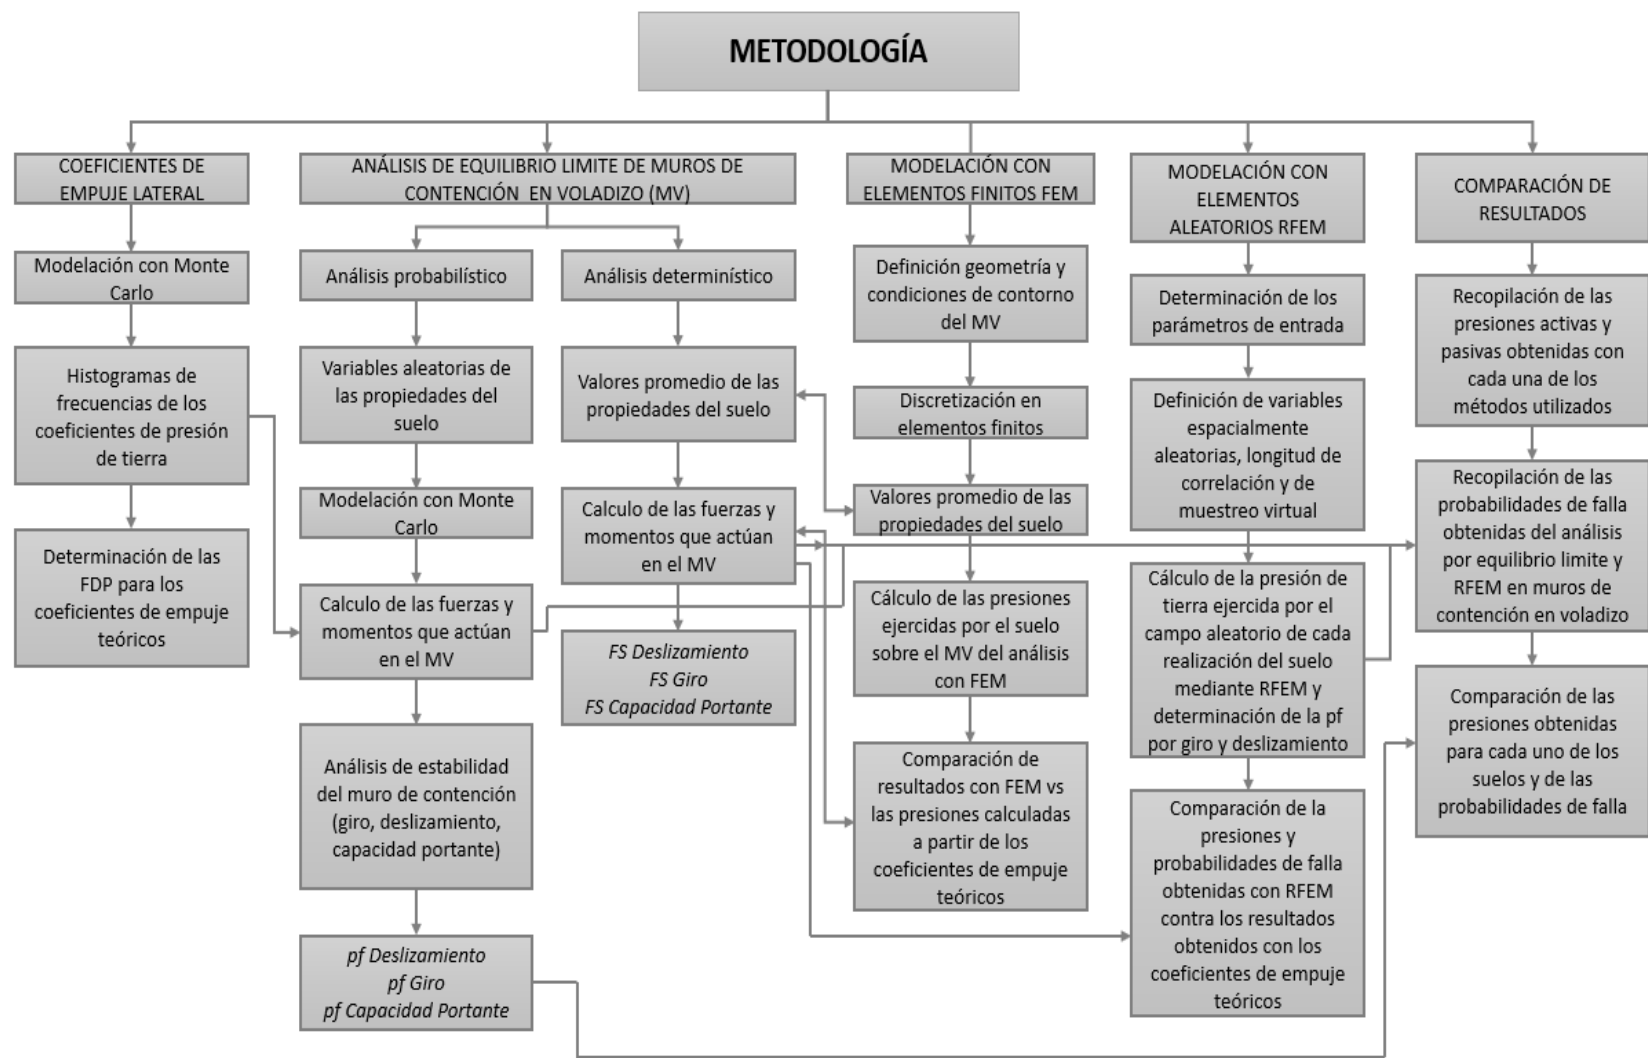 METODOLOGÍA
COEFICIENTES DE
EMPUJE LATERAL
Modelación con Monte
Carlo
Histogramas de
frecuencias de los
coeficientes de presión
de tierra
Determinación de las
FDP para los
coeficientes de empuje
teóricos
ANÁLISIS DE EQUILIBRIO LIMITE DE MUROS DE
CONTENCIÓN EN VOLADIZO (MV)
Análisis probabilístico
Variables aleatorias de
las propiedades del
suelo
Modelación con Monte
Carlo
Calculo de las fuerzas y
momentos que actúan
en el MV
Análisis de estabilidad
del muro de contención
(giro, deslizamiento,
capacidad portante)
pf Deslizamiento
pf Giro
pf Capacidad Portante
Análisis determinístico
Valores promedio de las
propiedades del suelo
Calculo de las fuerzas y
momentos que actúan
en el MV
FS Deslizamiento
FS Giro
FS Capacidad Portante
MODELACIÓN CON
ELEMENTOS FINITOS FEM
Definición geometría y
condiciones de contorno
del MV
Discretización en
elementos finitos
Valores promedio de las
propiedades del suelo
Cálculo de las presiones
ejercidas por el suelo
sobre el MV del análisis
con FEM
Comparación de
resultados con FEM vs
las presiones calculadas
a partir de los
coeficientes de empuje
teóricos
MODELACIÓN CON
ELEMENTOS
ALEATORIOS RFEM
Determinación de los
parámetros de entrada
Definición de variables
espacialmente
aleatorias, longitud de
correlación y de
muestreo virtual
Cálculo de la presión de
tierra ejercida por el
campo aleatorio de cada
realización del suelo
mediante RFEM y
determinación de la pf
por giro y deslizamiento
Comparación de la
presiones y
probabilidades de falla
obtenidas con RFEM
contra los resultados
obtenidos con los
coeficientes de empuje
teóricos
COMPARACIÓN DE
RESULTADOS
Recopilación de las
presiones activas y
pasivas obtenidas con
cada una de los
métodos utilizados
Recopilación de las
probabilidades de falla
obtenidas del análisis
por equilibrio limite y
RFEM en muros de
contención en voladizo
Comparación de las
presiones obtenidas
para cada uno de los
suelos y de las
probabilidades de falla